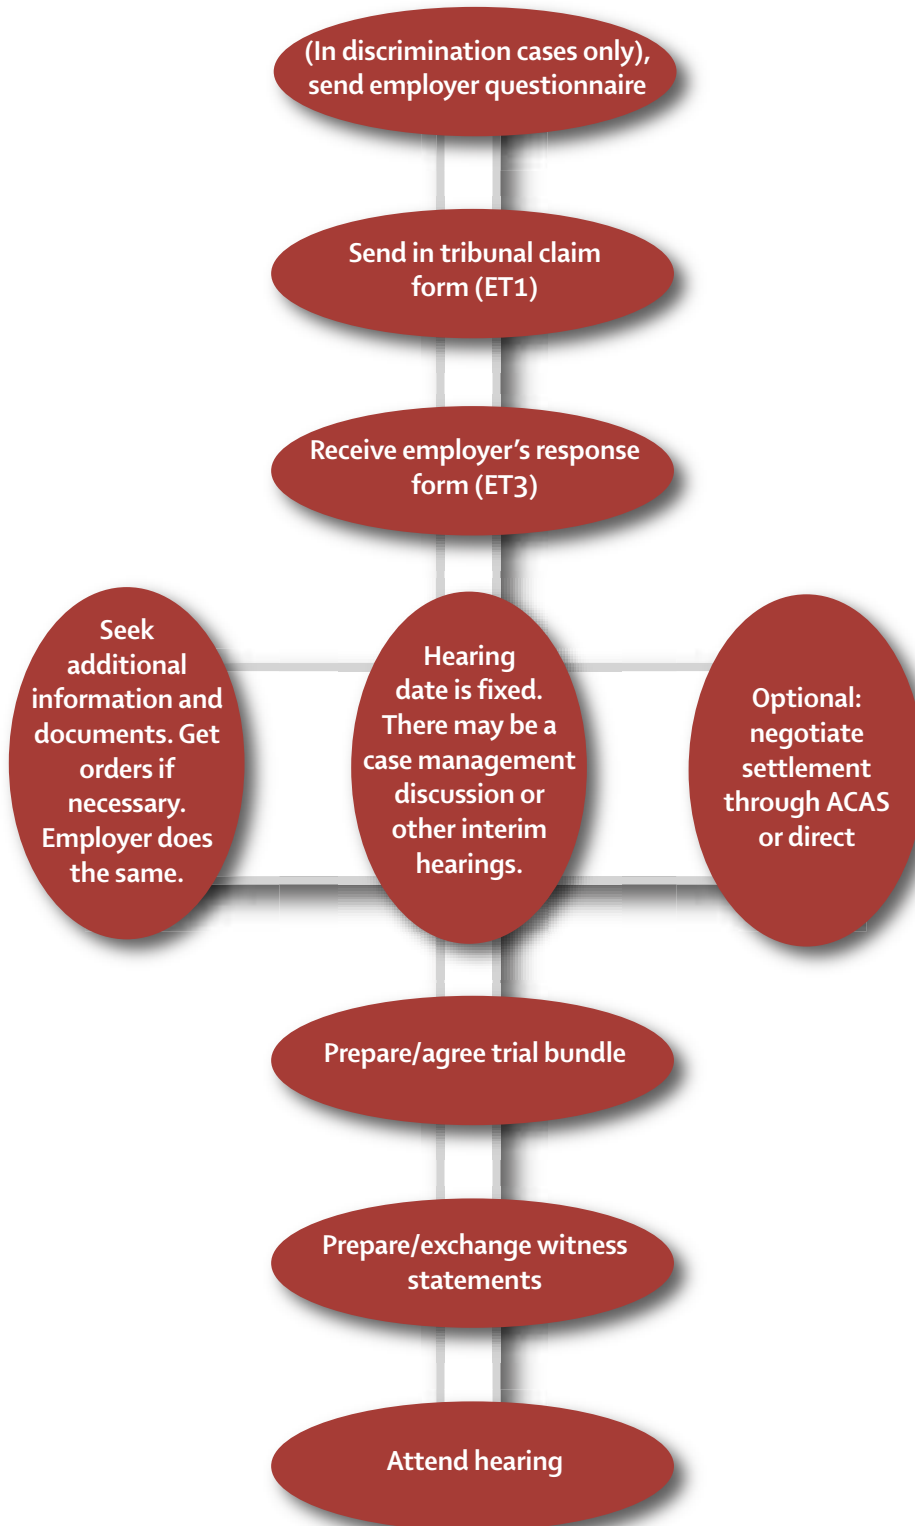 (In discrimination cases only),
send employer questionnaire
Send in tribunal claim
form (ET1)
Receive employer’s response
form (ET3)
Seek
additional
information and
documents. Get
orders if
necessary.
Employer does
the same.
Hearing
date is fixed.
There may be a
case management
discussion or
other interim
hearings.
Optional:
negotiate
settlement
through ACAS
or direct
Prepare/agree trial bundle
Prepare/exchange witness
statements
Attend hearing